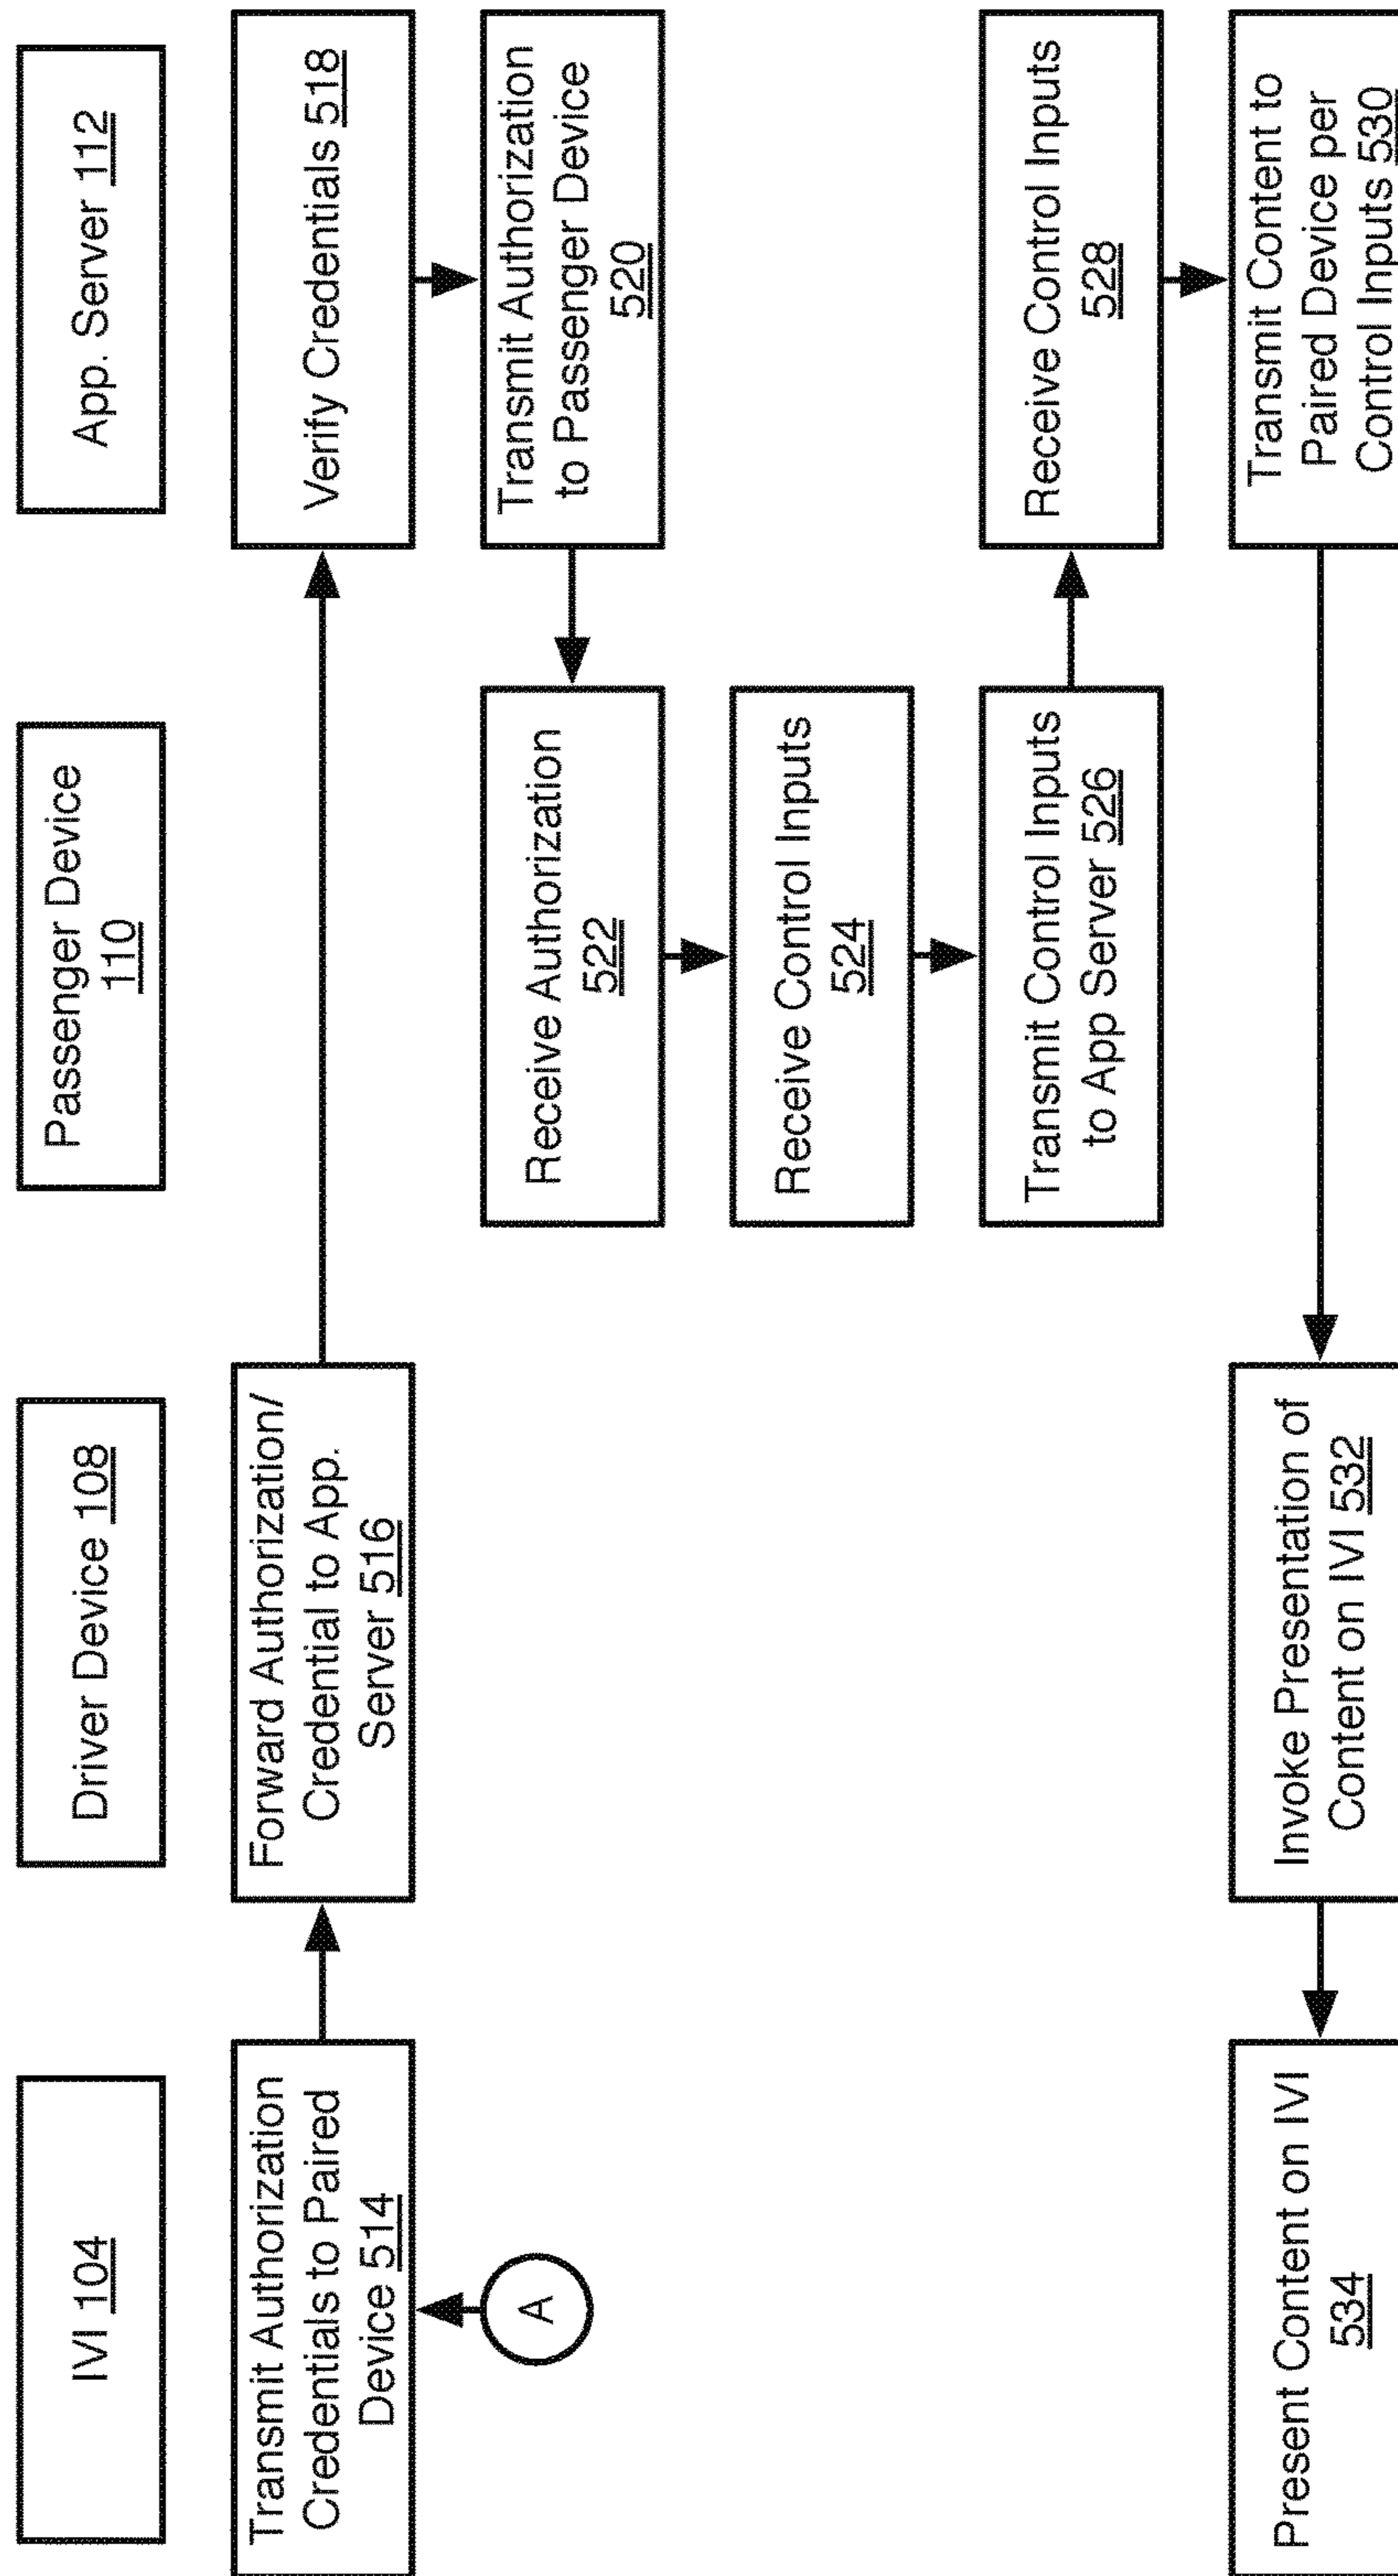 IVI 104
Driver Device 108
Passenger Device
110
App. Server 112
Transmit Authorization
Credentials to Paired
Device 514
Forward Authorization/
Credential to App.
Server 516
Verify Credentials 518
A
Transmit Authorization
to Passenger Device
520
Receive Authorization
522
Receive Control Inputs
524
Transmit Control Inputs
to App Server 526
Receive Control Inputs
528
Transmit Content to
Paired Device per
Control Inputs 530
Invoke Presentation of
Content on IVI 532
Present Content on IVI
534